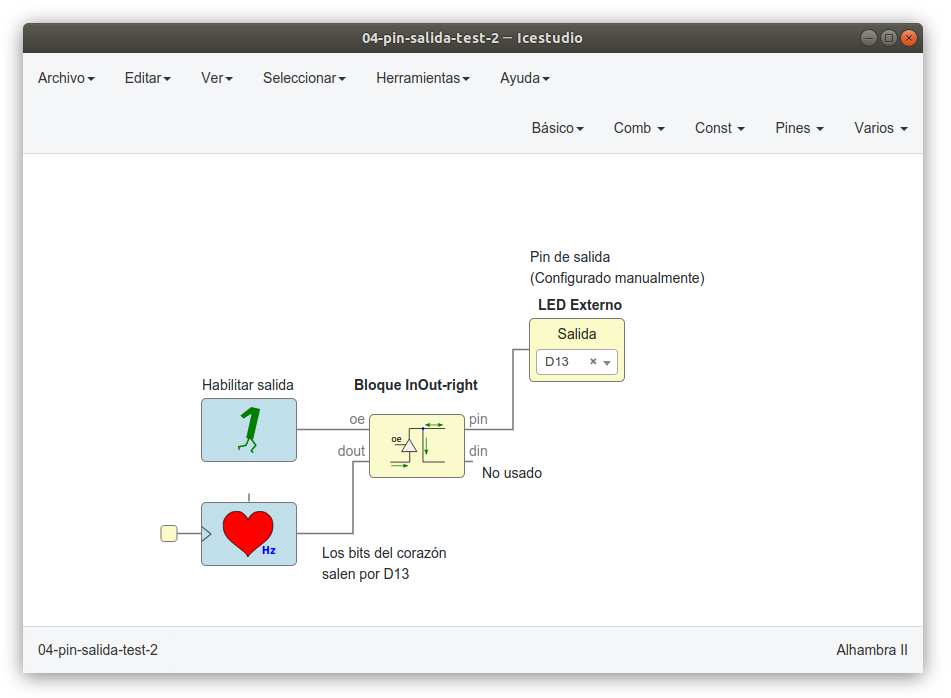 04-pin-salida-test-2 — Icestudio
Archivo Editar Ver Seleccionar Herramientas Ayuda
Básico Comb Const Pines Varios
Pin de salida
(Configurado manualmente)
LED Externo
Salida
D13 ×
Habilitar salida
Bloque InOut-right
1
oe
pin
oe
dout
din
No usado
Hz
Los bits del corazón
salen por D13
04-pin-salida-test-2
Alhambra II